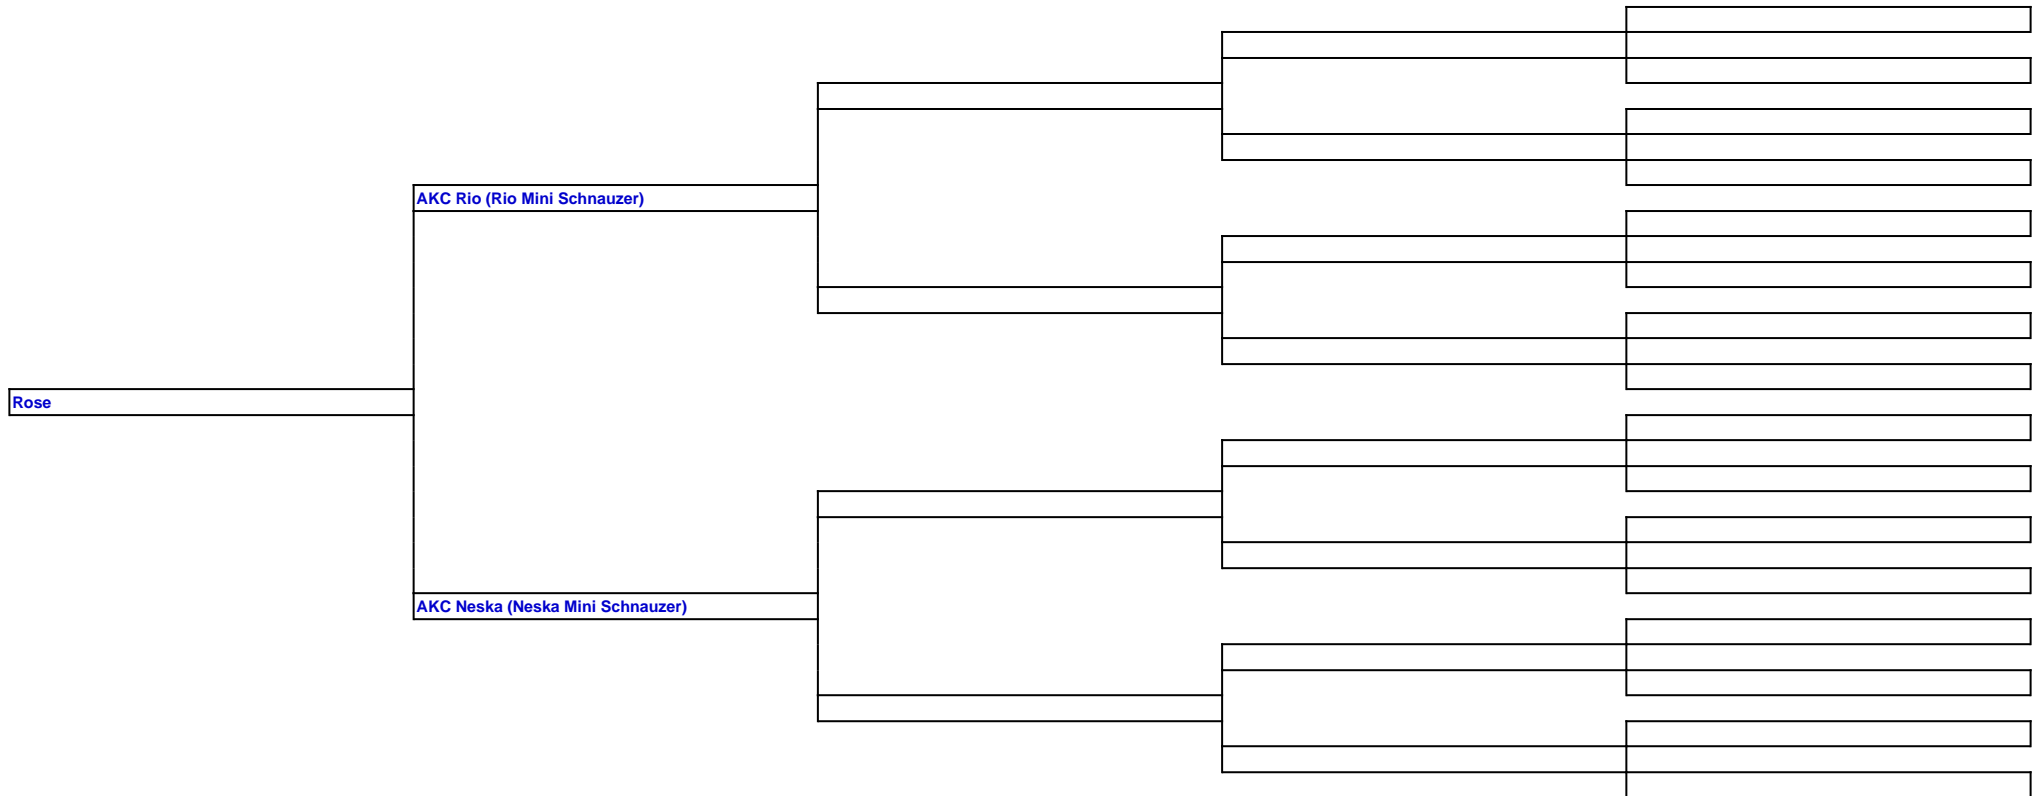 AKC Rio (Rio Mini Schnauzer)
Rose
AKC Neska (Neska Mini Schnauzer)